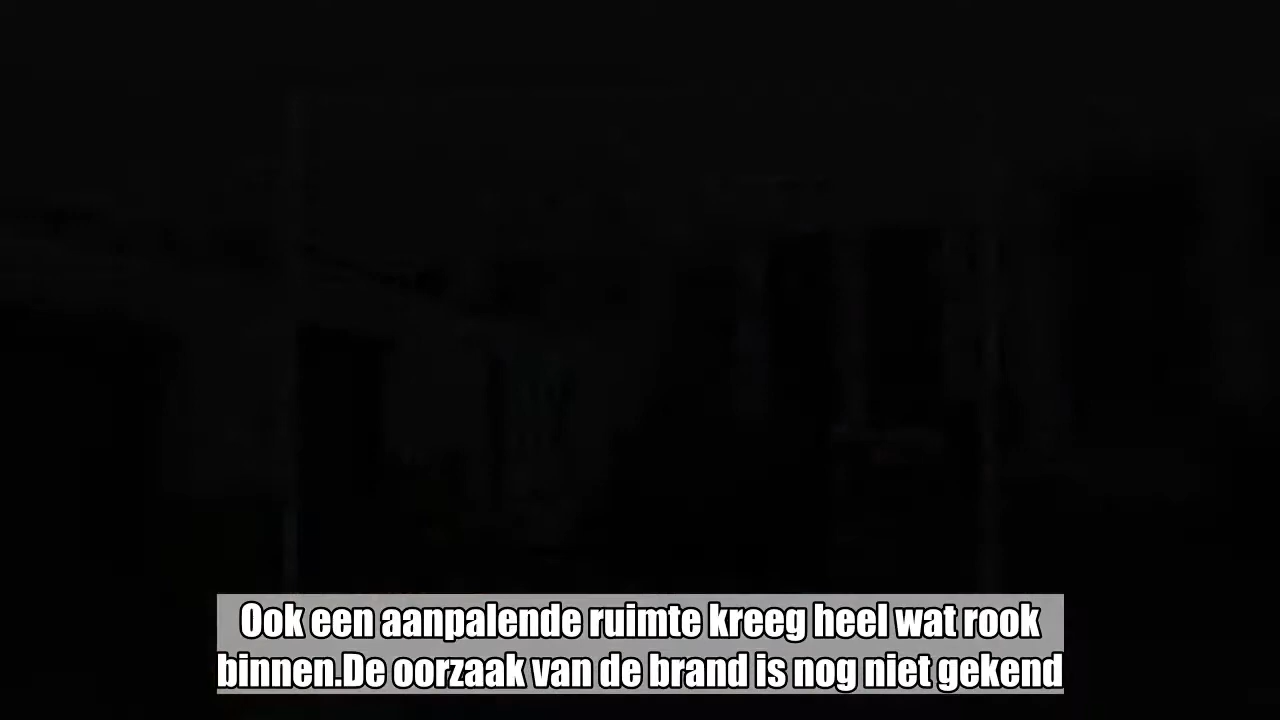 Ook een aanpalende ruimte kreeg heel wat rook
binnen.De oorzaak van de brand is nog niet gekend